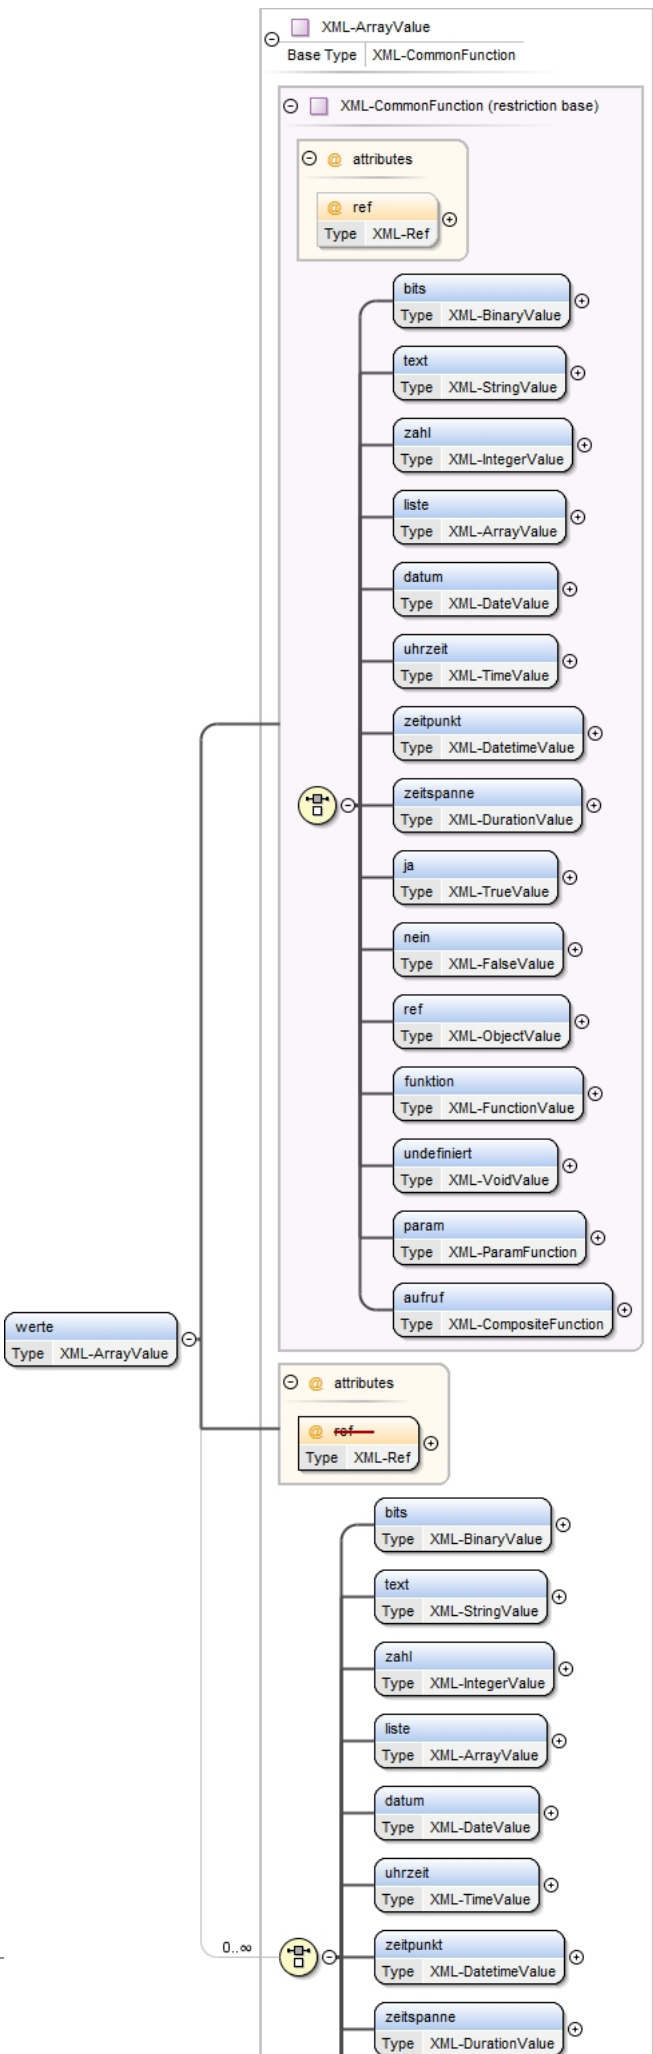 XML-ArrayValue
Base Type XML-CommonFunction
XML-CommonFunction (restriction base)
@ attributes
@ ref
Type XML-Ref
bits
Type XML-BinaryValue
text
Type XML-StringValue
zahl
Type XML-IntegerValue
liste
Type XML-ArrayValue
datum
Type XML-DateValue
uhrzeit
Type XML-TimeValue
zeitpunkt
Type XML-DatetimeValue
zeitspanne
Type XML-DurationValue
ja
Type XML-TrueValue
nein
Type XML-FalseValue
ref
Type XML-ObjectValue
funktion
Type XML-FunctionValue
undefiniert
Type XML-VoidValue
param
Type XML-ParamFunction
aufruf
Type XML-CompositeFunction
werte
Type XML-ArrayValue
@ attributes
@ ref
Type XML-Ref
bits
Type XML-BinaryValue
text
Type XML-StringValue
zahl
Type XML-IntegerValue
liste
Type XML-ArrayValue
datum
Type XML-DateValue
uhrzeit
Type XML-TimeValue
0..∞
zeitpunkt
Type XML-DatetimeValue
zeitspanne
Type XML-DurationValue